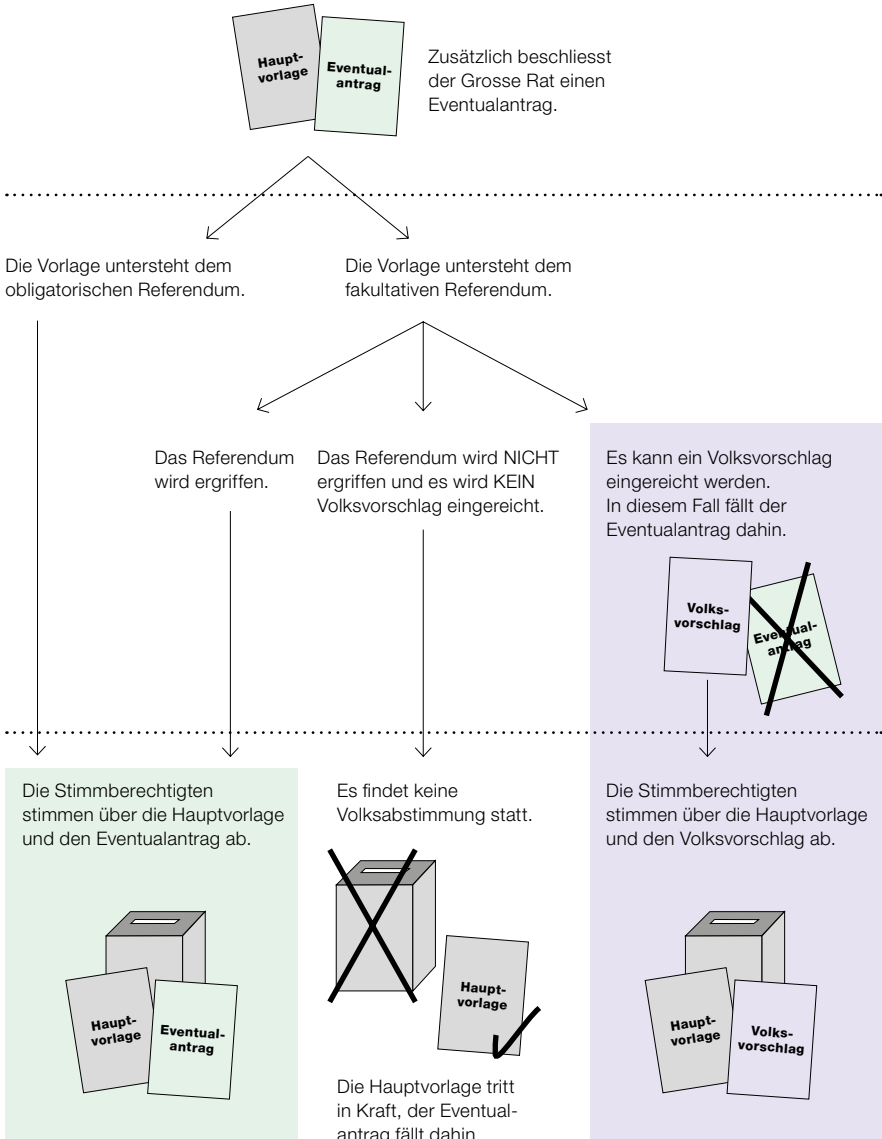 Haupt-
vorlage
Eventual-
antrag
Zusätzlich beschliesst
der Grosse Rat einen
Eventualantrag.
Die Vorlage untersteht dem
obligatorischen Referendum.
Die Vorlage untersteht dem
fakultativen Referendum.
Das Referendum
wird ergriffen.
Das Referendum wird NICHT
ergriffen und es wird KEIN
Volksvorschlag eingereicht.
Es kann ein Volksvorschlag
eingereicht werden.
In diesem Fall fällt der
Eventualantrag dahin.
Volks-
vorschlag
Eventual-
antrag
Die Stimmberechtigten
stimmen über die Hauptvorlage
und den Eventualantrag ab.
Haupt-
vorlage
Eventual-
antrag
Es findet keine
Volksabstimmung statt.
Haupt-
vorlage
Die Hauptvorlage tritt
in Kraft, der Eventual-
antrag fällt dahin
Die Stimmberechtigten
stimmen über die Hauptvorlage
und den Volksvorschlag ab.
Haupt-
vorlage
Volks-
vorschlag